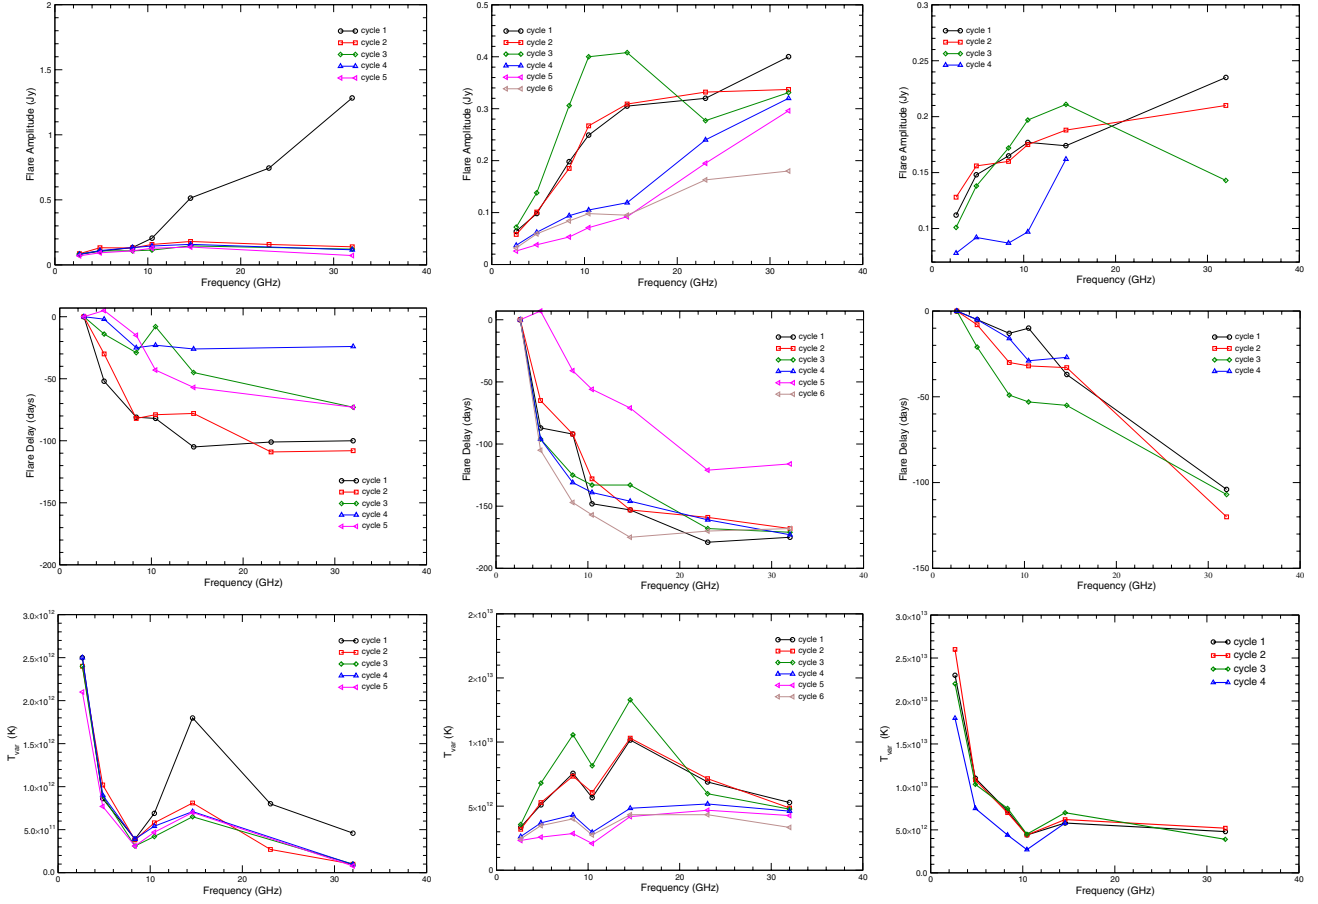 2
1.5
1
0.5
0
0
10
20
30
40
Flare Amplitude (Jy)
Frequency (GHz)
cycle 1
cycle 2
cycle 3
cycle 4
cycle 5
0.5
0.4
0.3
0.2
0.1
0
0
10
20
30
40
Flare Amplitude (Jy)
Frequency (GHz)
cycle 1
cycle 2
cycle 3
cycle 4
cycle 5
cycle 6
0.25
0.2
0.15
0.1
0
10
20
30
40
Flare Amplitude (Jy)
Frequency (GHz)
cycle 1
cycle 2
cycle 3
cycle 4
0
-50
-100
-150
-200
0
10
20
30
40
Flare Delay (days)
Frequency (GHz)
cycle 1
cycle 2
cycle 3
cycle 4
cycle 5
0
-50
-100
-150
-200
0
10
20
30
40
Flare Delay (days)
Frequency (GHz)
cycle 1
cycle 2
cycle 3
cycle 4
cycle 5
cycle 6
0
-50
-100
-150
0
10
20
30
40
Flare Delay (days)
Frequency (GHz)
cycle 1
cycle 2
cycle 3
cycle 4
3.0×10¹²
2.5×10¹²
2.0×10¹²
1.5×10¹²
1.0×10¹²
5.0×10¹¹
0.0
0
10
20
30
40
T_var (K)
Frequency (GHz)
cycle 1
cycle 2
cycle 3
cycle 4
cycle 5
2×10¹³
2×10¹³
1×10¹³
5×10¹²
0
0
10
20
30
40
T_var (K)
Frequency (GHz)
cycle 1
cycle 2
cycle 3
cycle 4
cycle 5
cycle 6
3.0×10¹³
2.5×10¹³
2.0×10¹³
1.5×10¹³
1.0×10¹³
5.0×10¹²
0.0
0
10
20
30
40
T_var (K)
Frequency (GHz)
cycle 1
cycle 2
cycle 3
cycle 4